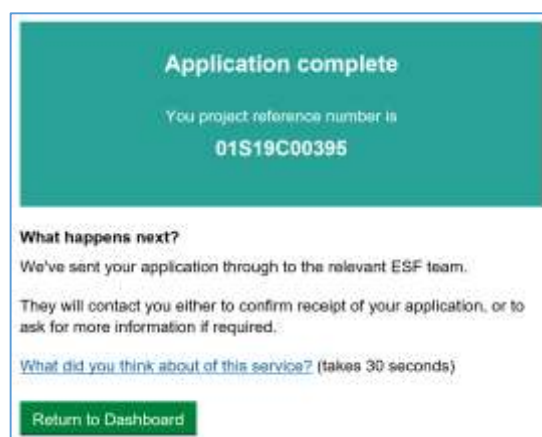 Application complete
You project reference number is
01S19C00395
What happens next?
We've sent your application through to the relevant ESF team.
They will contact you either to confirm receipt of your application, or to
ask for more information if required.
What did you think about of this service? (takes 30 seconds)
Return to Dashboard